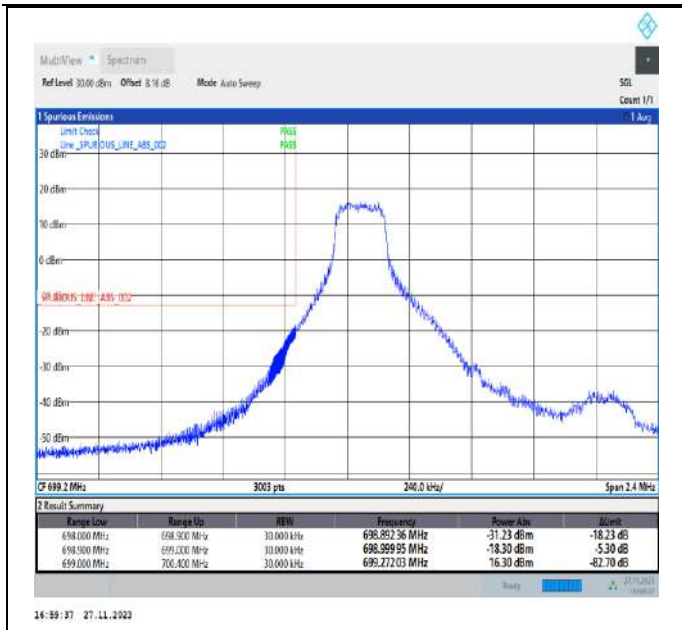 MultiView Spectrum
Ref Level 30.00 dBm Offset 8.16 dB Mode Auto Sweep SGL
Count 1/1
1 Spurious Emissions 1 Avg
Limit Check PASS
Line _SPURIOUS_LINE_ABS_002 PASS
30 dBm
20 dBm
10 dBm
0 dBm
SPURIOUS_LINE_ABS_002
-20 dBm
-30 dBm
-40 dBm
-50 dBm
CF 699.2 MHz 3003 pts 240.0 kHz/ Span 2.4 MHz
2 Result Summary
Range Low Range Up RBW Frequency Power Abs ΔLimit
698.000 MHz 698.900 MHz 30.000 kHz 698.89236 MHz -31.23 dBm -18.23 dB
698.900 MHz 699.000 MHz 30.000 kHz 698.99995 MHz -18.30 dBm -5.30 dB
699.000 MHz 700.400 MHz 30.000 kHz 699.27203 MHz 16.30 dBm -82.70 dB
Ready 27.11.2023
16:59:37 27.11.2023